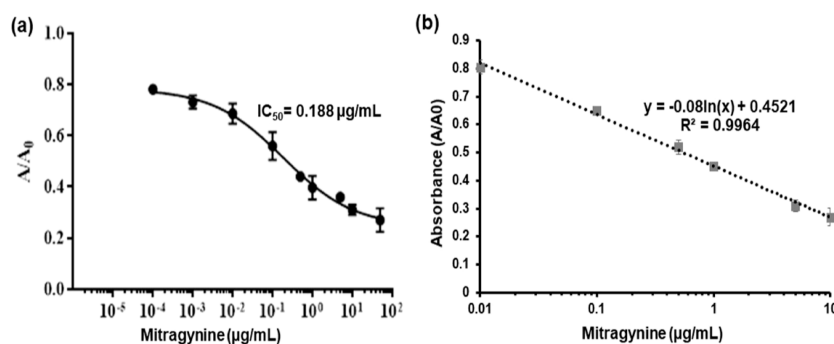 (a)
1.0
0.8
0.6
0.4
0.2
0.0
A/A₀
IC₅₀ = 0.188 µg/mL
10⁻⁵ 10⁻⁴ 10⁻³ 10⁻² 10⁻¹ 10⁰ 10¹ 10²
Mitragynine (µg/mL)
(b)
0.9
0.8
0.7
0.6
0.5
0.4
0.3
0.2
0.1
0
Absorbance (A/A0)
y = -0.08ln(x) + 0.4521
R² = 0.9964
0.01 0.1 1 10
Mitragynine (µg/mL)